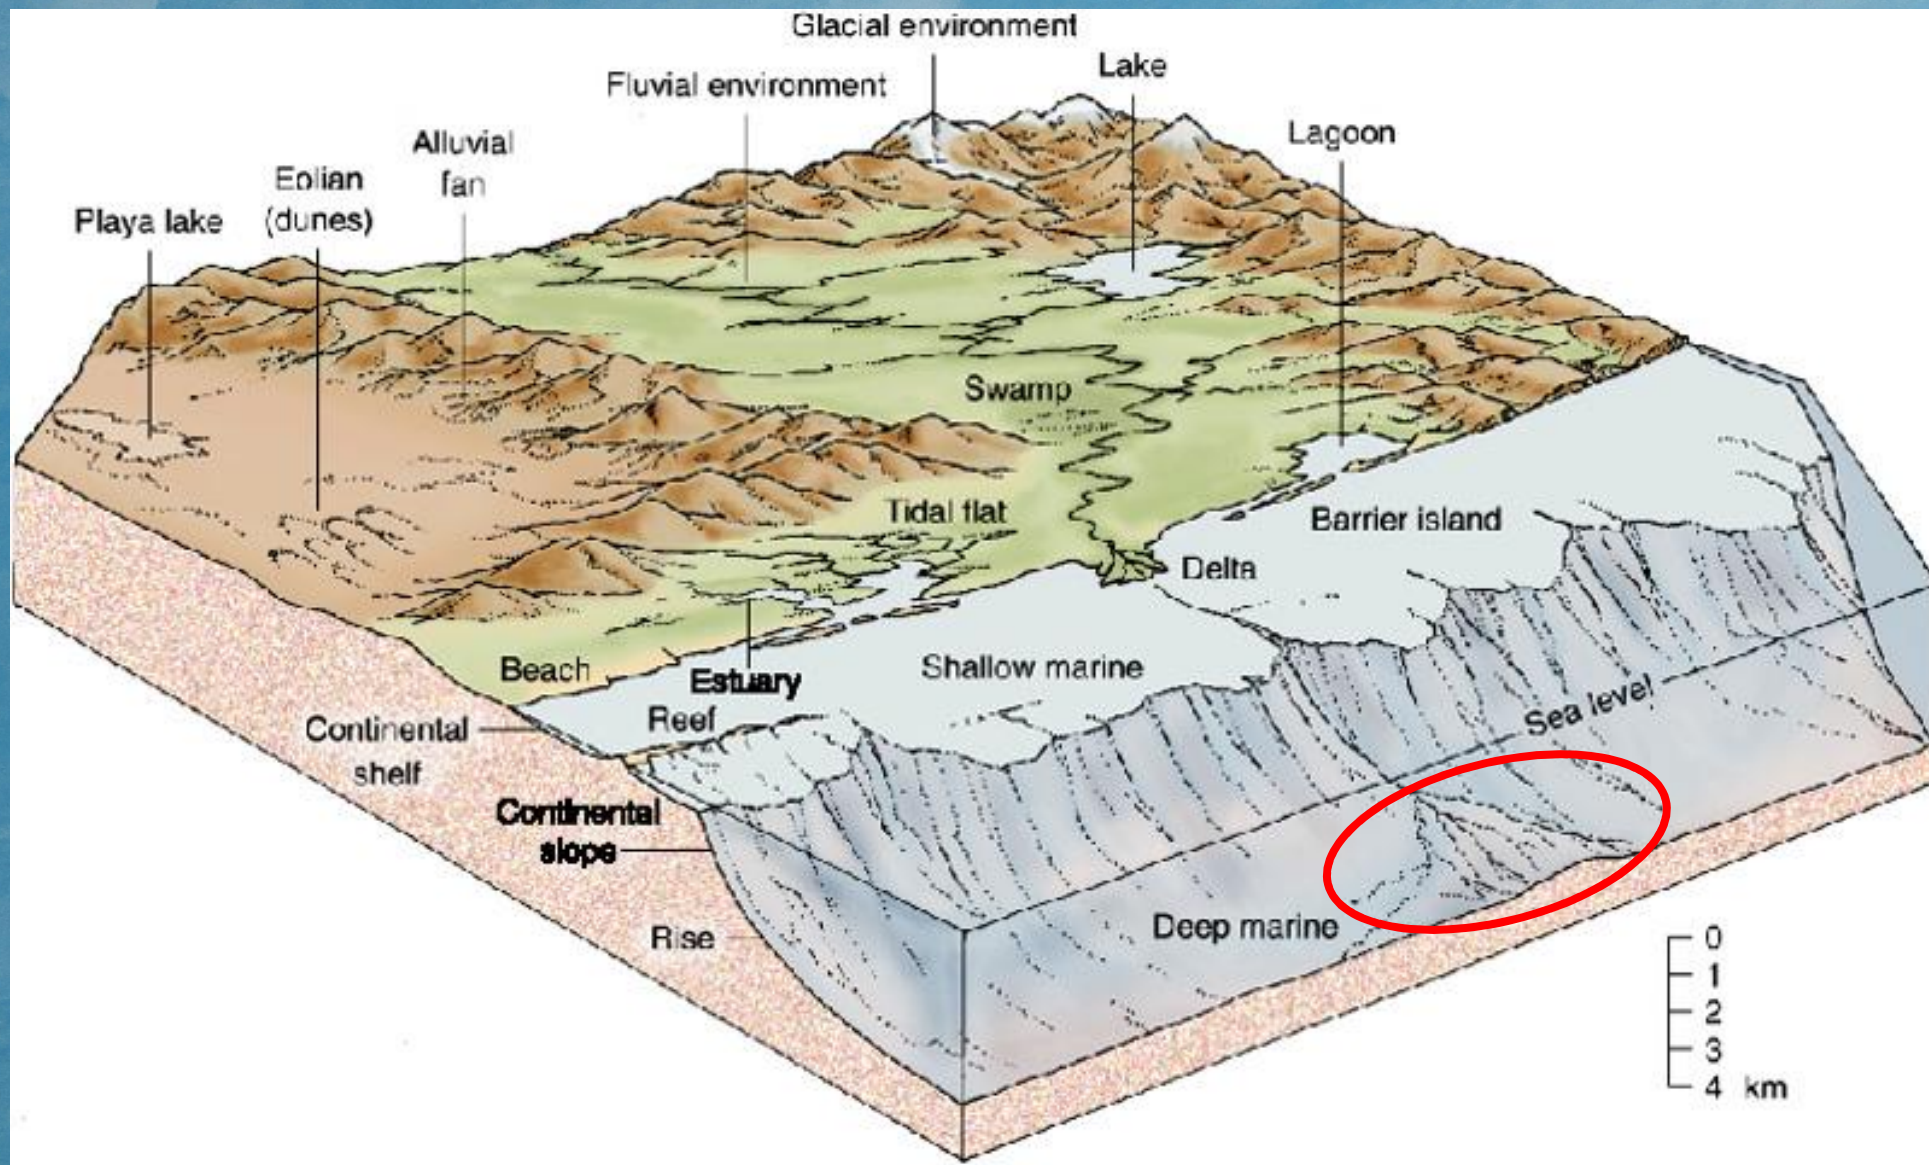 Glacial environment
Fluvial environment
Lake
Alluvial
fan
Lagoon
Eolian
(dunes)
Playa lake
Swamp
Tidal flat
Barrier island
Delta
Beach
Estuary
Shallow marine
Reef
Continental
shelf
Sea level
Continental
slope
Rise
Deep marine
0
1
2
3
4 km